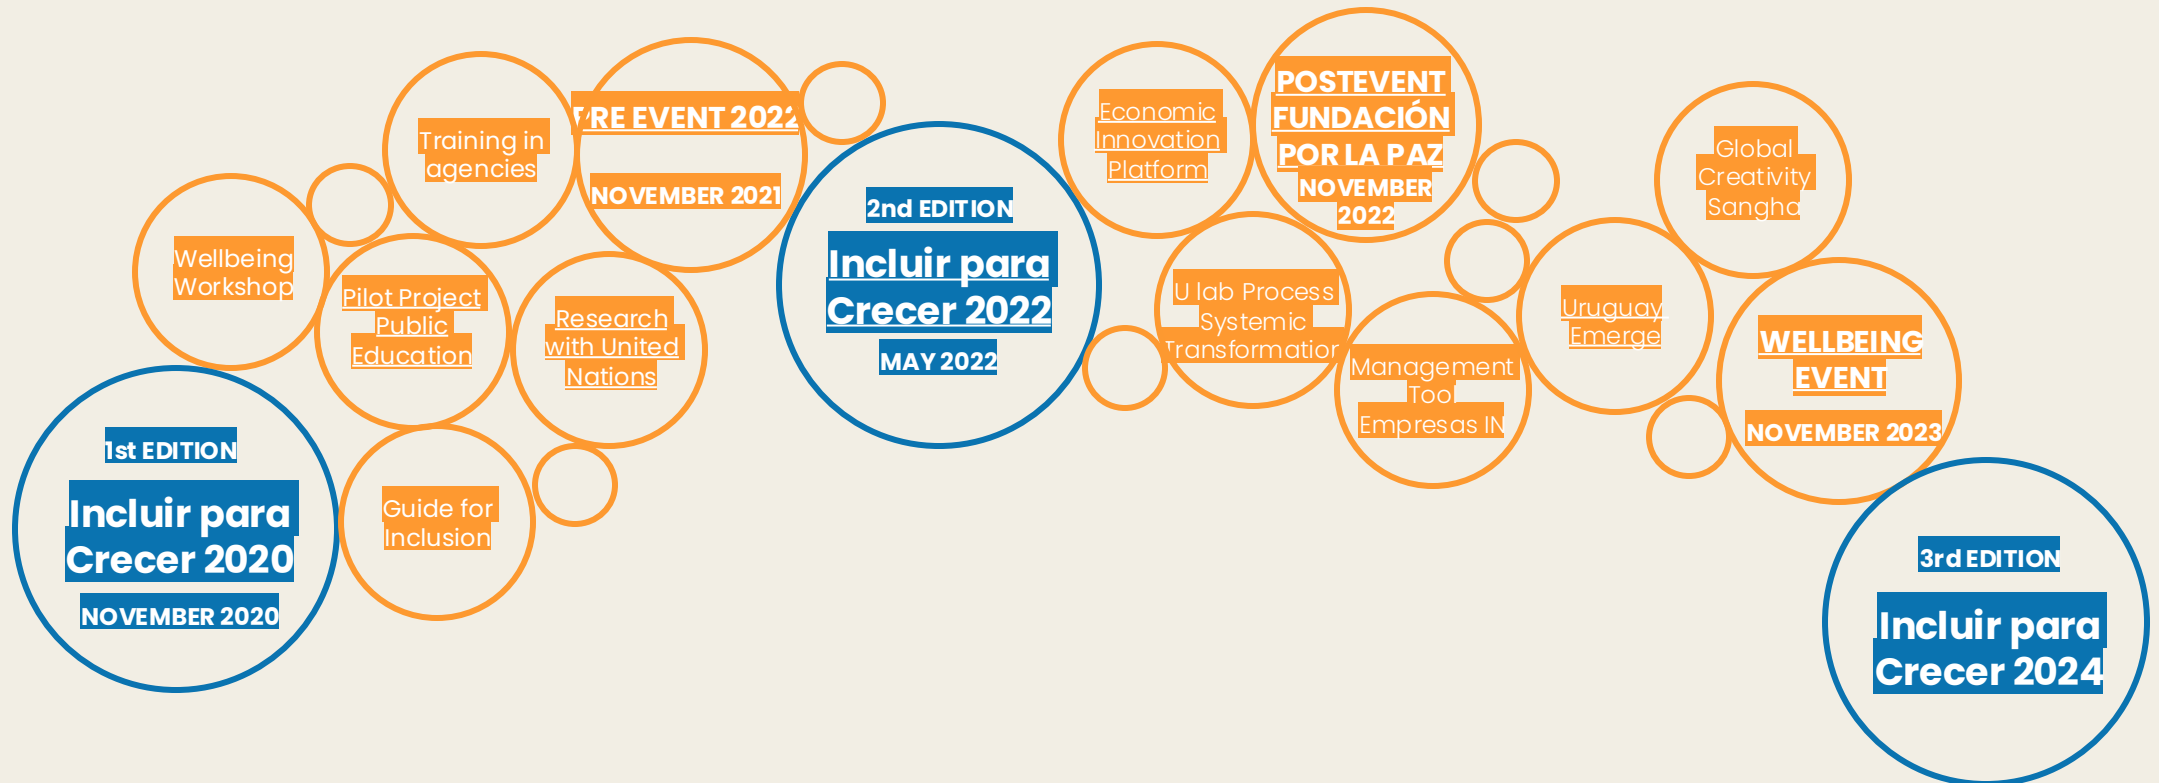 1st EDITION
Incluir para
Crecer 2020
NOVEMBER 2020
Wellbeing
Workshop
Training in
agencies
Pilot Project
Public
Education
Guide for
Inclusion
Research
with United
Nations
PRE EVENT 2022
NOVEMBER 2021
2nd EDITION
Incluir para
Crecer 2022
MAY 2022
Economic
Innovation
Platform
U lab Process
Systemic
Transformation
POSTEVENT
FUNDACIÓN
POR LA PAZ
NOVEMBER
2022
Management
Tool
Empresas IN
Uruguay
Emerge
Global
Creativity
Sangha
WELLBEING
EVENT
NOVEMBER 2023
3rd EDITION
Incluir para
Crecer 2024